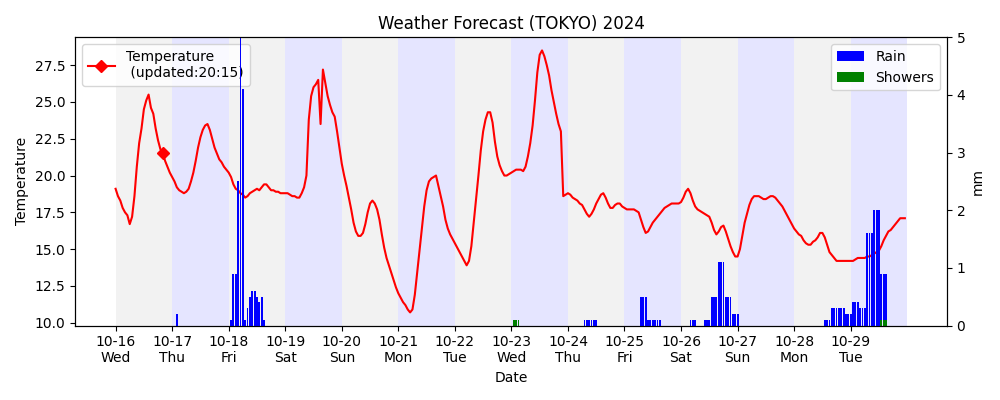 Weather Forecast (TOKYO) 2024
Temperature
(updated:20:15)
Rain
Showers
Temperature
27.5
25.0
22.5
20.0
17.5
15.0
12.5
10.0
mm
5
4
3
2
1
0
10-16 10-17 10-18 10-19 10-20 10-21 10-22 10-23 10-24 10-25 10-26 10-27 10-28 10-29
Wed Thu Fri Sat Sun Mon Tue Wed Thu Fri Sat Sun Mon Tue
Date